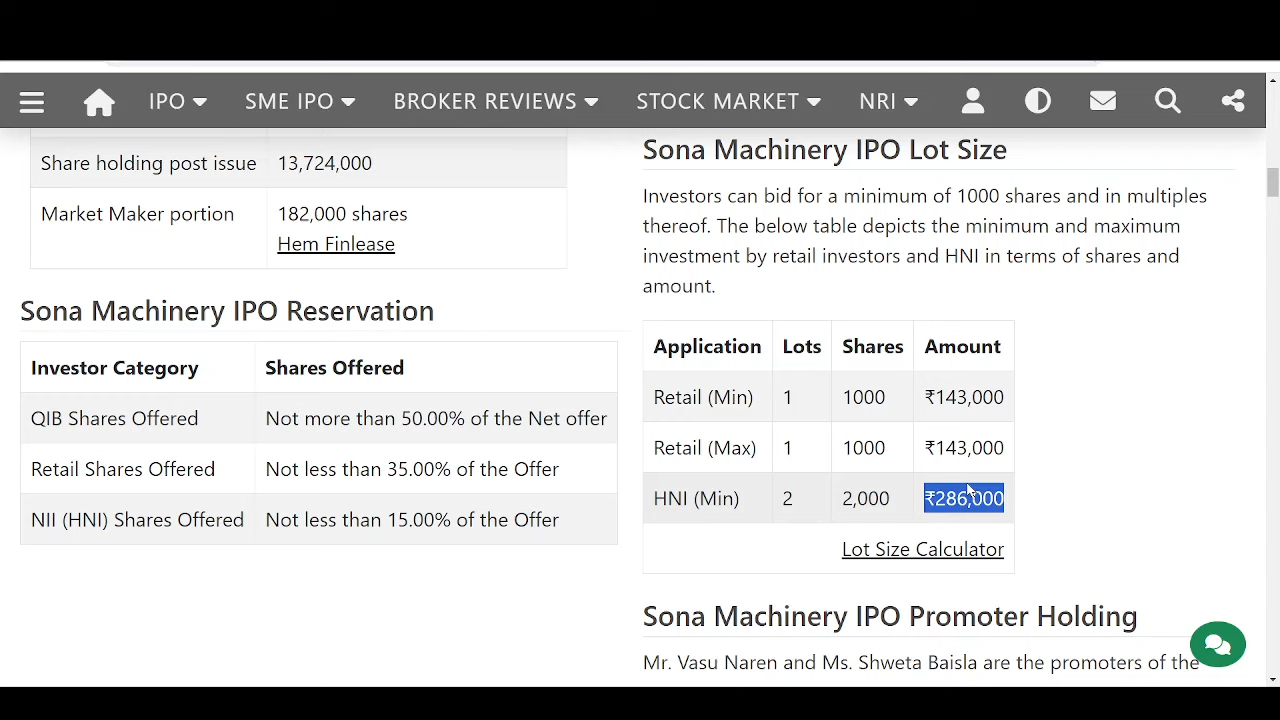 IPO SME IPO BROKER REVIEWS STOCK MARKET NRI
Share holding post issue 13,724,000
Market Maker portion 182,000 shares
Hem Finlease
Sona Machinery IPO Reservation
Investor Category Shares Offered
QIB Shares Offered Not more than 50.00% of the Net offer
Retail Shares Offered Not less than 35.00% of the Offer
NII (HNI) Shares Offered Not less than 15.00% of the Offer
Sona Machinery IPO Lot Size
Investors can bid for a minimum of 1000 shares and in multiples
thereof. The below table depicts the minimum and maximum
investment by retail investors and HNI in terms of shares and
amount.
Application Lots Shares Amount
Retail (Min) 1 1000 ₹143,000
Retail (Max) 1 1000 ₹143,000
HNI (Min) 2 2,000 ₹286,000
Lot Size Calculator
Sona Machinery IPO Promoter Holding
Mr. Vasu Naren and Ms. Shweta Baisla are the promoters of the